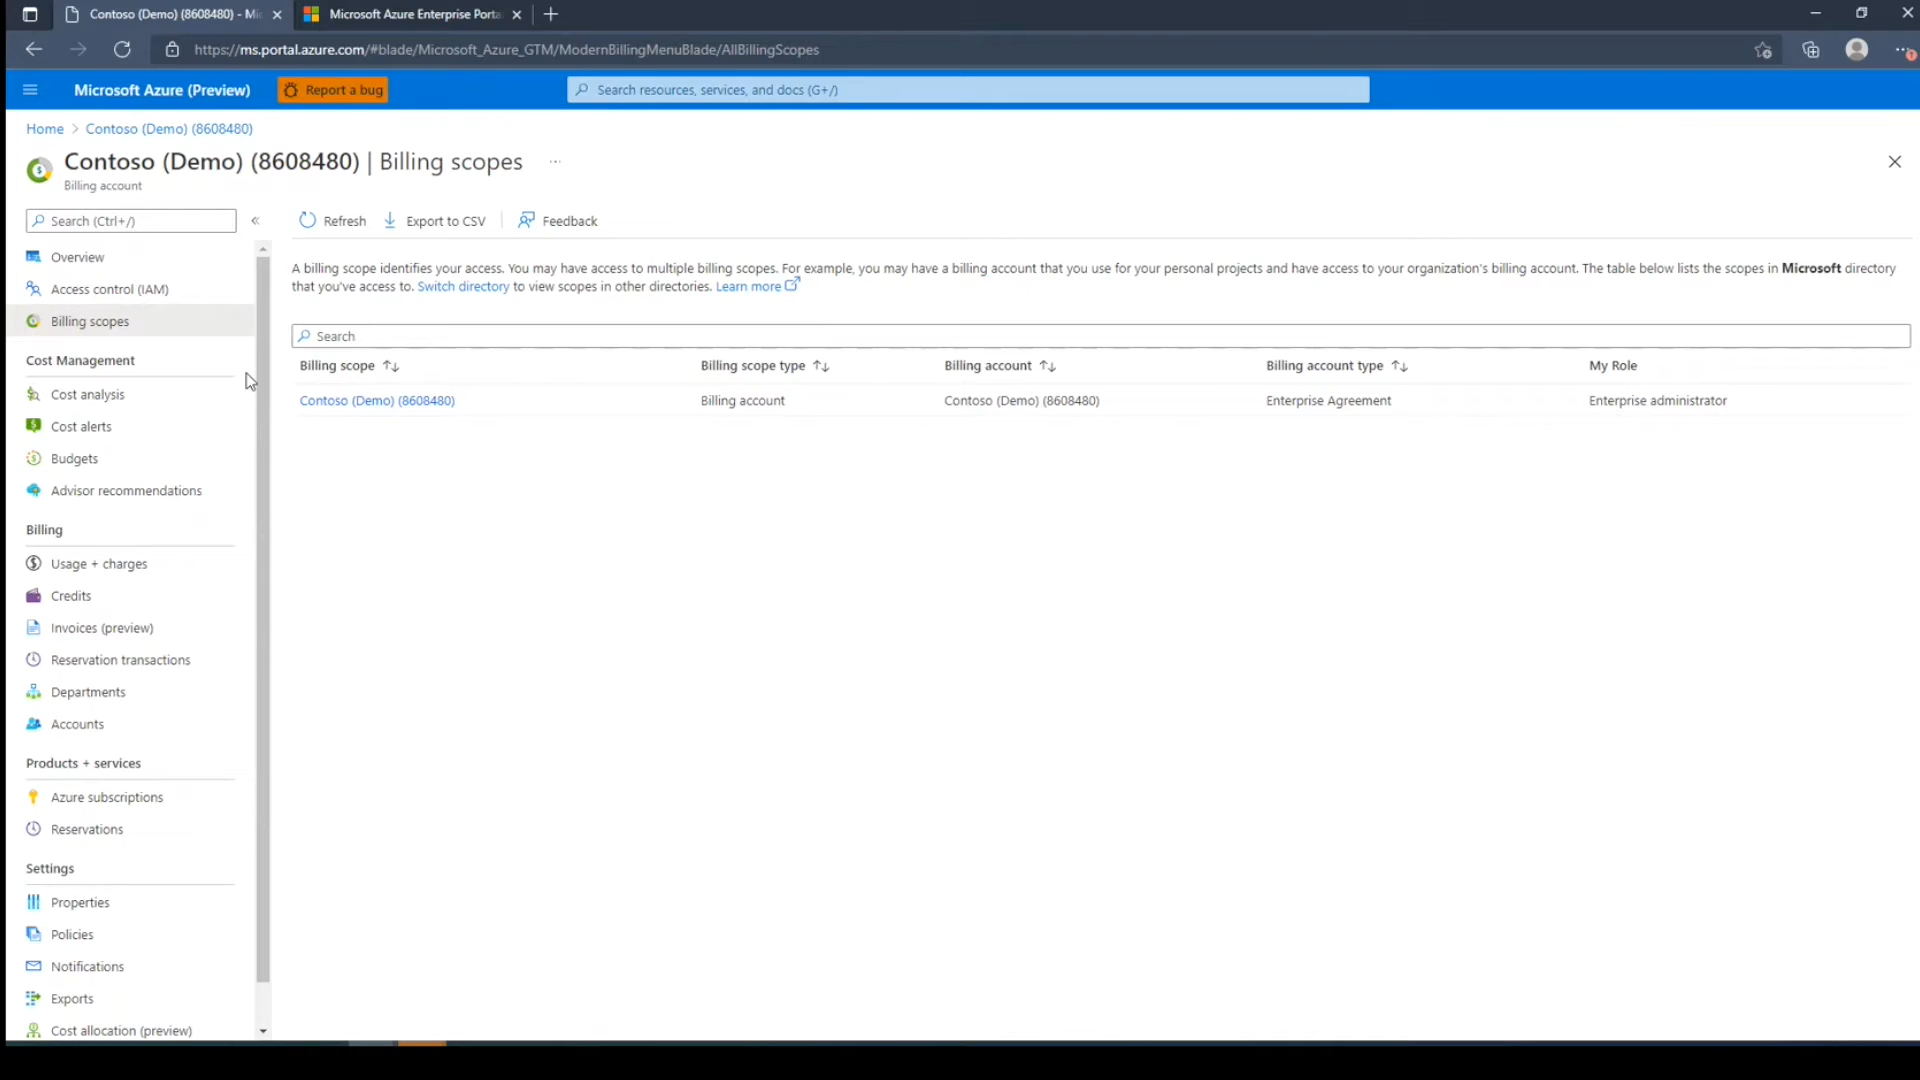 Contoso (Demo) (8608480) - Mic
Microsoft Azure Enterprise Porta
https://ms.portal.azure.com/#blade/Microsoft_Azure_GTM/ModernBillingMenuBlade/AllBillingScopes
Microsoft Azure (Preview)
Report a bug
Search resources, services, and docs (G+/)
Home > Contoso (Demo) (8608480)
Contoso (Demo) (8608480) | Billing scopes ...
Billing account
Search (Ctrl+/)
«
Overview
Access control (IAM)
Billing scopes
Cost Management
Cost analysis
Cost alerts
Budgets
Advisor recommendations
Billing
Usage + charges
Credits
Invoices (preview)
Reservation transactions
Departments
Accounts
Products + services
Azure subscriptions
Reservations
Settings
Properties
Policies
Notifications
Exports
Cost allocation (preview)
Refresh Export to CSV Feedback
A billing scope identifies your access. You may have access to multiple billing scopes. For example, you may have a billing account that you use for your personal projects and have access to your organization's billing account. The table below lists the scopes in Microsoft directory
that you've access to. Switch directory to view scopes in other directories. Learn more
Search
Billing scope ↑↓ Billing scope type ↑↓ Billing account ↑↓ Billing account type ↑↓ My Role
Contoso (Demo) (8608480) Billing account Contoso (Demo) (8608480) Enterprise Agreement Enterprise administrator